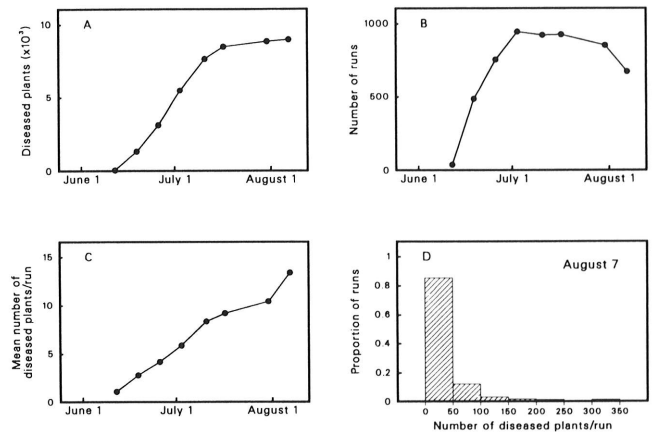 A
Diseased plants (x10³)
10
5
0
June 1 July 1 August 1
B
Number of runs
1000
500
0
June 1 July 1 August 1
C
Mean number of
diseased plants/run
15
10
5
0
June 1 July 1 August 1
D
August 7
Proportion of runs
1
0.8
0.6
0.4
0.2
0
0 50 100 150 200 250 300 350
Number of diseased plants/run